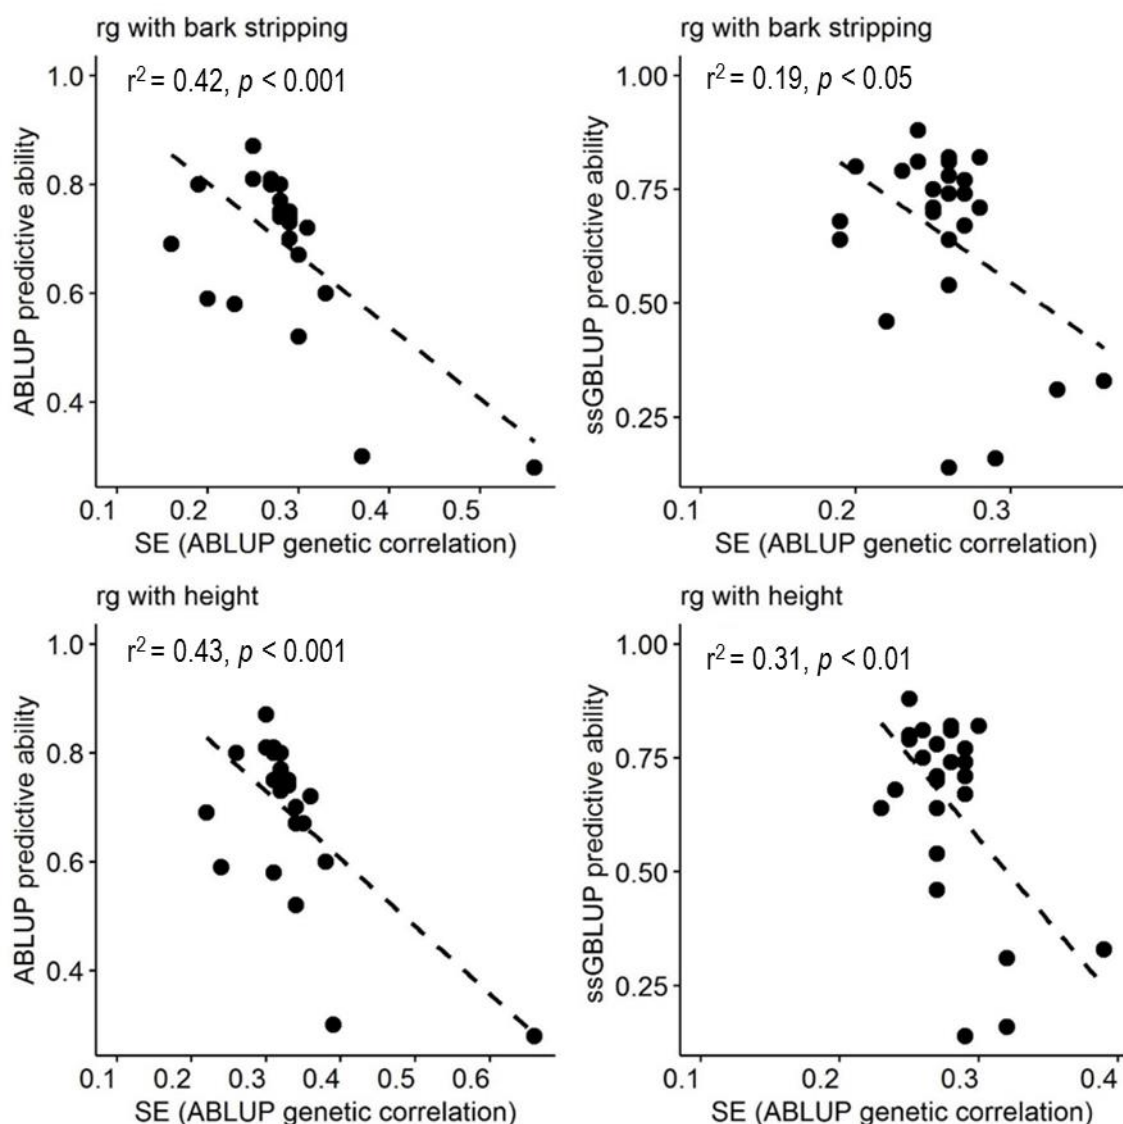 rg with bark stripping
r² = 0.42, p < 0.001
ABLUP predictive ability
1.0
0.8
0.6
0.4
0.1 0.2 0.3 0.4 0.5
SE (ABLUP genetic correlation)
rg with bark stripping
r² = 0.19, p < 0.05
ssGBLUP predictive ability
1.00
0.75
0.50
0.25
0.1 0.2 0.3
SE (ABLUP genetic correlation)
rg with height
r² = 0.43, p < 0.001
ABLUP predictive ability
1.0
0.8
0.6
0.4
0.1 0.2 0.3 0.4 0.5 0.6
SE (ABLUP genetic correlation)
rg with height
r² = 0.31, p < 0.01
ssGBLUP predictive ability
1.00
0.75
0.50
0.25
0.1 0.2 0.3 0.4
SE (ABLUP genetic correlation)